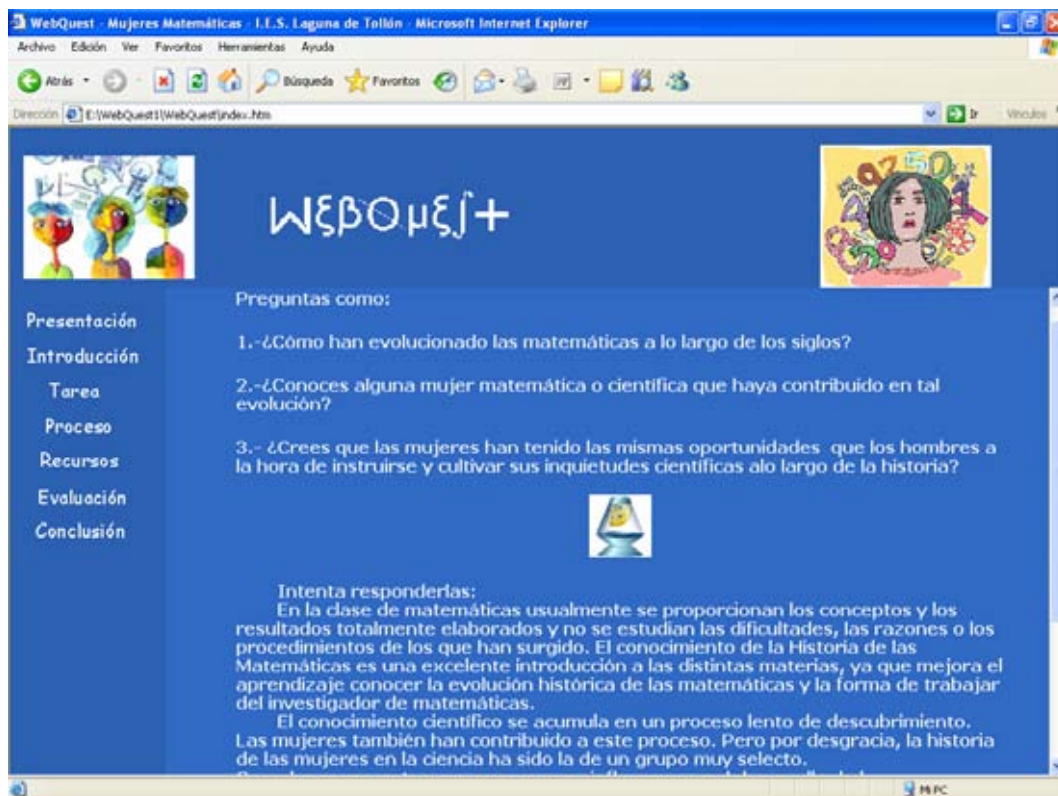 WebQuest - Mujeres Matemáticas - I.E.S. Laguna de Tollón - Microsoft Internet Explorer
Archivo Edición Ver Favoritos Herramientas Ayuda
Atrás Búsqueda Favoritos
Dirección E:\WebQuest1\WebQuest\index.htm Ir Vínculos
WξβΘμξ∫+
Presentación
Introducción
Tarea
Proceso
Recursos
Evaluación
Conclusión
Preguntas como:
1.-¿Cómo han evolucionado las matemáticas a lo largo de los siglos?
2.-¿Conoces alguna mujer matemática o científica que haya contribuido en tal
evolución?
3.- ¿Crees que las mujeres han tenido las mismas oportunidades que los hombres a
la hora de instruirse y cultivar sus inquietudes científicas alo largo de la historia?
Intenta responderlas:
En la clase de matemáticas usualmente se proporcionan los conceptos y los
resultados totalmente elaborados y no se estudian las dificultades, las razones o los
procedimientos de los que han surgido. El conocimiento de la Historia de las
Matemáticas es una excelente introducción a las distintas materias, ya que mejora el
aprendizaje conocer la evolución histórica de las matemáticas y la forma de trabajar
del investigador de matemáticas.
El conocimiento científico se acumula en un proceso lento de descubrimiento.
Las mujeres también han contribuido a este proceso. Pero por desgracia, la historia
de las mujeres en la ciencia ha sido la de un grupo muy selecto.
Mi PC